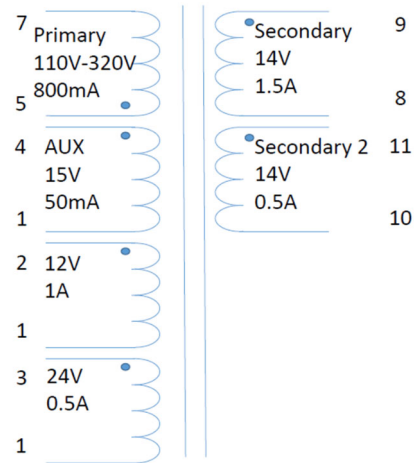 7
Primary
110V-320V
800mA
5
4
AUX
15V
50mA
1
2
12V
1A
1
3
24V
0.5A
1
Secondary
14V
1.5A
9
8
Secondary 2
14V
0.5A
11
10